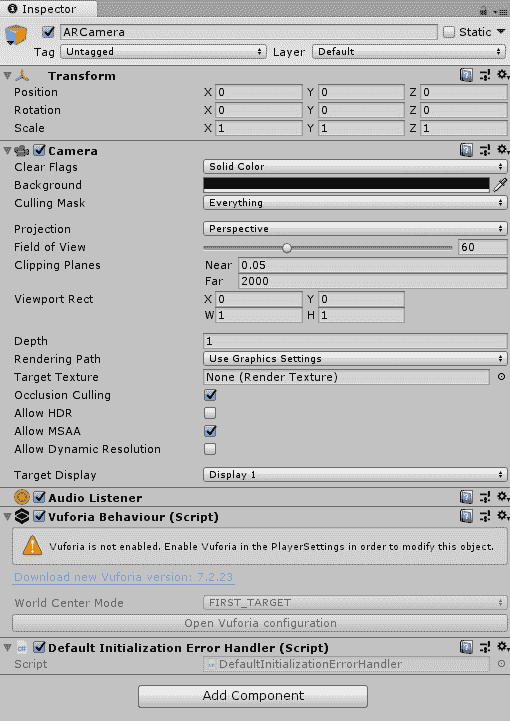 Inspector
ARCamera Static
Tag Untagged Layer Default
Transform
Position X 0 Y 0 Z 0
Rotation X 0 Y 0 Z 0
Scale X 1 Y 1 Z 1
Camera
Clear Flags Solid Color
Background
Culling Mask Everything
Projection Perspective
Field of View 60
Clipping Planes Near 0.05
Far 2000
Viewport Rect X 0 Y 0
W 1 H 1
Depth 1
Rendering Path Use Graphics Settings
Target Texture None (Render Texture)
Occlusion Culling
Allow HDR
Allow MSAA
Allow Dynamic Resolution
Target Display Display 1
Audio Listener
Vuforia Behaviour (Script)
Vuforia is not enabled. Enable Vuforia in the PlayerSettings in order to modify this object.
Download new Vuforia version: 7.2.23
World Center Mode FIRST_TARGET
Open Vuforia configuration
Default Initialization Error Handler (Script)
Script DefaultInitializationErrorHandler
Add Component